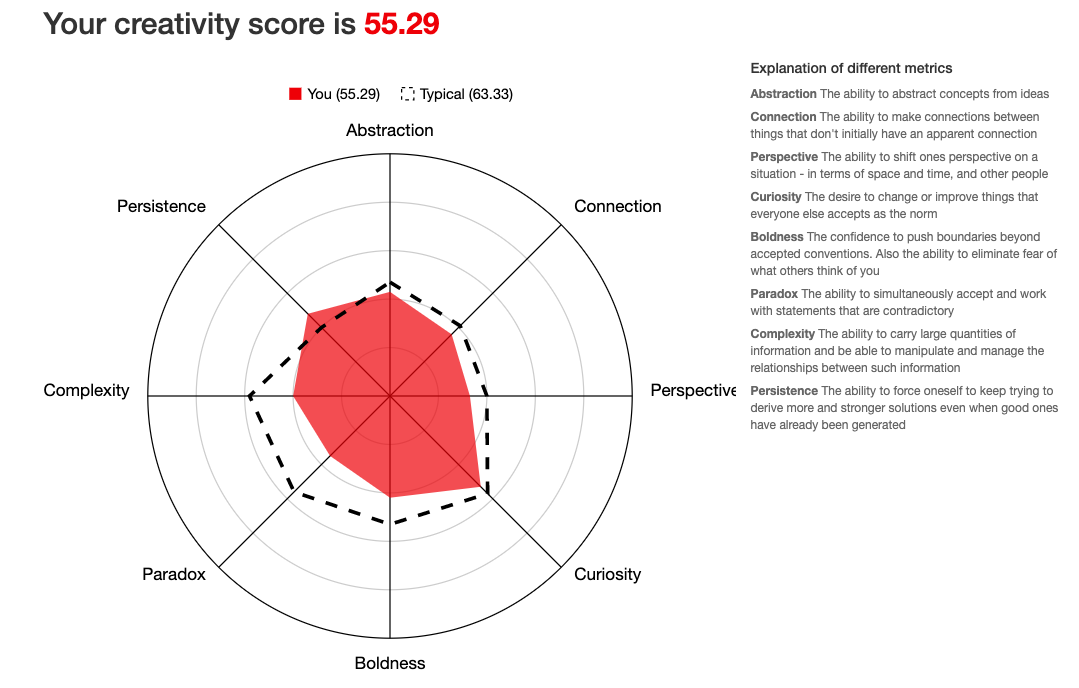 Your creativity score is 55.29
You (55.29) Typical (63.33)
Abstraction
Persistence
Connection
Complexity
Perspective
Paradox
Curiosity
Boldness
Explanation of different metrics
Abstraction The ability to abstract concepts from ideas
Connection The ability to make connections between
things that don't initially have an apparent connection
Perspective The ability to shift ones perspective on a
situation - in terms of space and time, and other people
Curiosity The desire to change or improve things that
everyone else accepts as the norm
Boldness The confidence to push boundaries beyond
accepted conventions. Also the ability to eliminate fear of
what others think of you
Paradox The ability to simultaneously accept and work
with statements that are contradictory
Complexity The ability to carry large quantities of
information and be able to manipulate and manage the
relationships between such information
Persistence The ability to force oneself to keep trying to
derive more and stronger solutions even when good ones
have already been generated